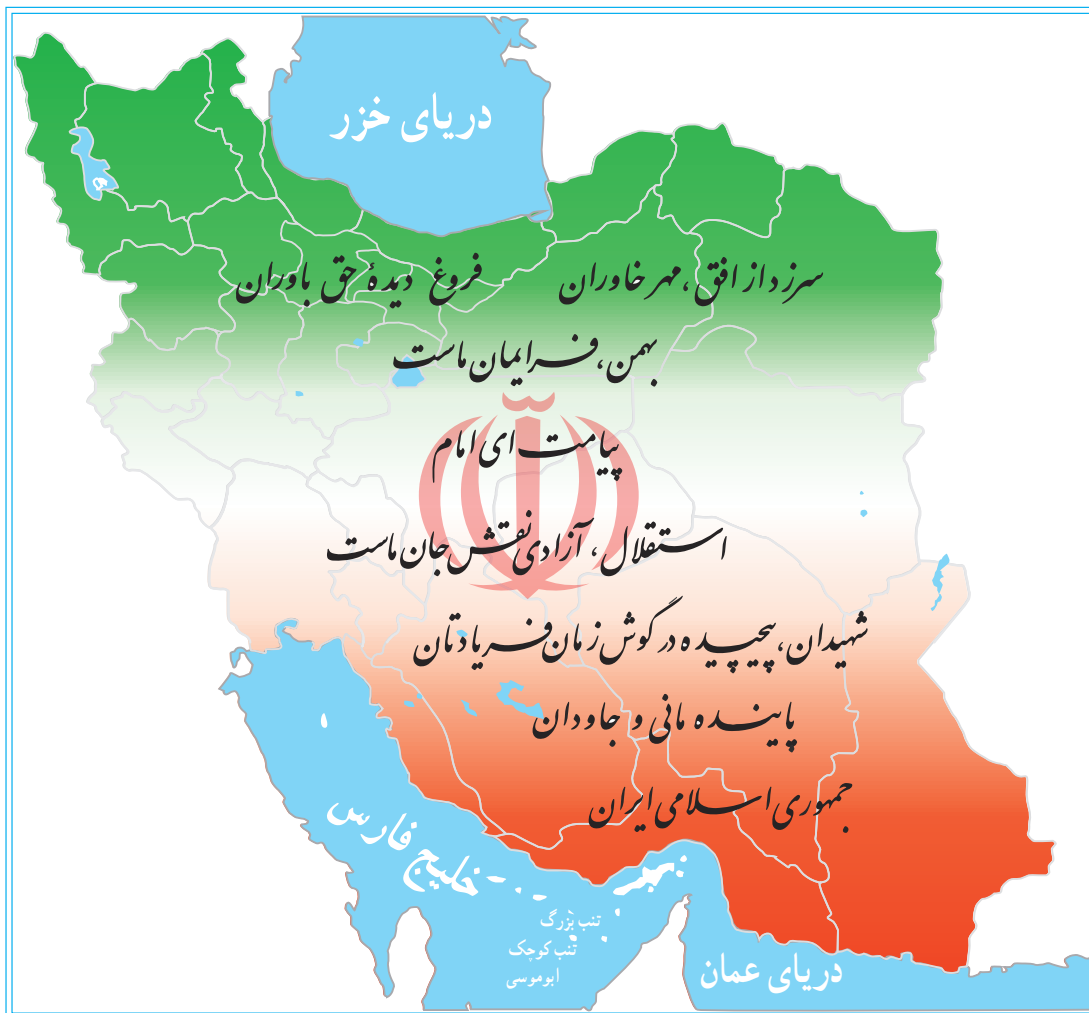 دریای خزر
سرزد از افق، مهر خاوران فروغ دیدهٔ حق باوران
بهمن، فر ایمان ماست
پیامت ای امام
استقلال، آزادی نقش جان ماست
شهیدان، پیچیده در گوش زمان فریادتان
پاینده مانی و جاودان
جمهوری اسلامی ایران
خلیج فارس
تنب بزرگ
تنب کوچک
ابوموسی
دریای عمان